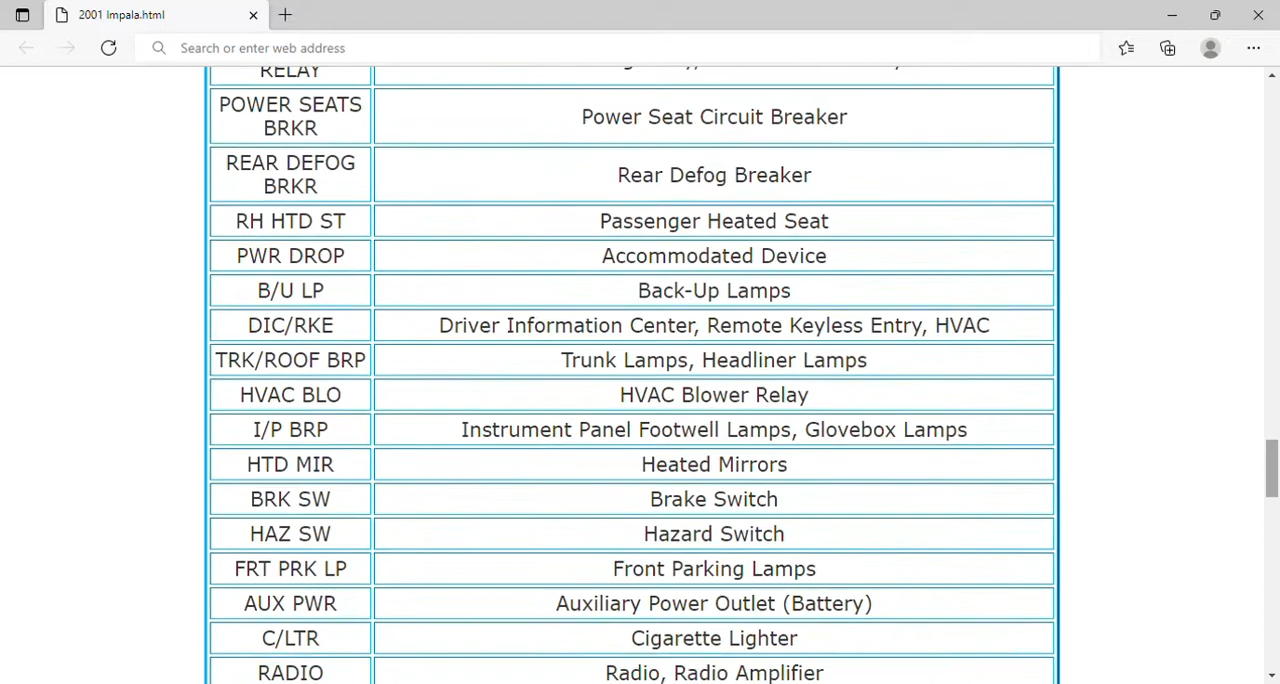 2001 Impala.html
Search or enter web address
RELAY
POWER SEATS
BRKR
Power Seat Circuit Breaker
REAR DEFOG
BRKR
Rear Defog Breaker
RH HTD ST
Passenger Heated Seat
PWR DROP
Accommodated Device
B/U LP
Back-Up Lamps
DIC/RKE
Driver Information Center, Remote Keyless Entry, HVAC
TRK/ROOF BRP
Trunk Lamps, Headliner Lamps
HVAC BLO
HVAC Blower Relay
I/P BRP
Instrument Panel Footwell Lamps, Glovebox Lamps
HTD MIR
Heated Mirrors
BRK SW
Brake Switch
HAZ SW
Hazard Switch
FRT PRK LP
Front Parking Lamps
AUX PWR
Auxiliary Power Outlet (Battery)
C/LTR
Cigarette Lighter
RADIO
Radio, Radio Amplifier